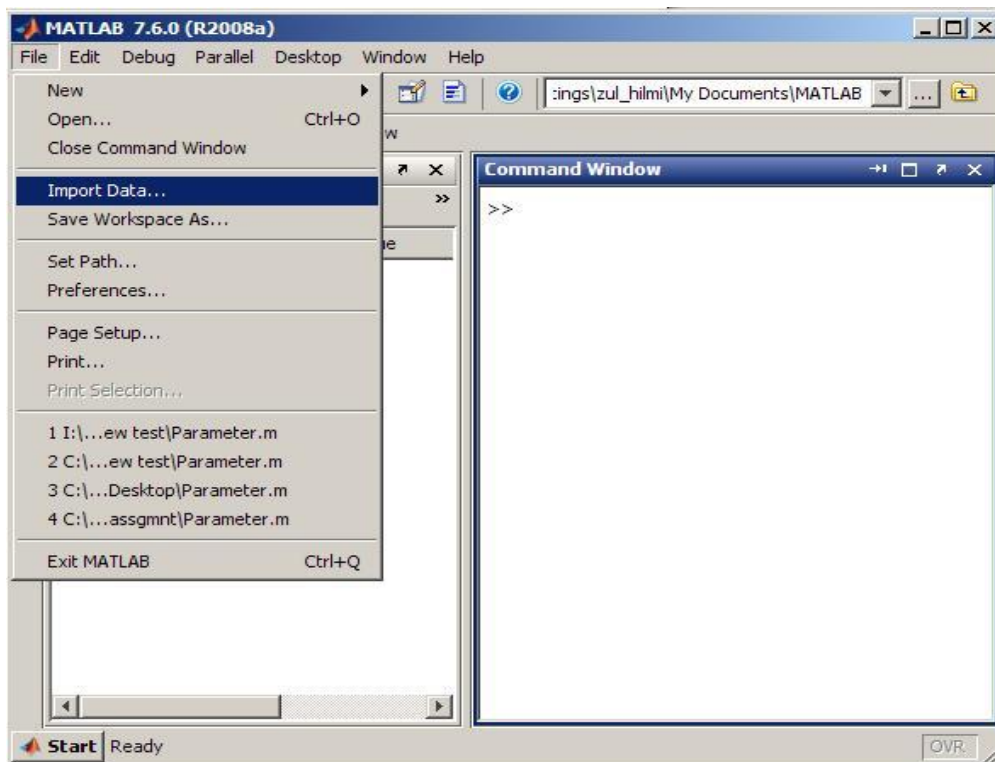 MATLAB 7.6.0 (R2008a)
File Edit Debug Parallel Desktop Window Help
:ings\zul_hilmi\My Documents\MATLAB ...
New
Open... Ctrl+O
Close Command Window
Import Data...
Save Workspace As...
Set Path...
Preferences...
Page Setup...
Print...
Print Selection...
1 I:\...ew test\Parameter.m
2 C:\...ew test\Parameter.m
3 C:\...Desktop\Parameter.m
4 C:\...assgmnt\Parameter.m
Exit MATLAB Ctrl+Q
w
»
ue
Command Window
>>
Start Ready
OVR